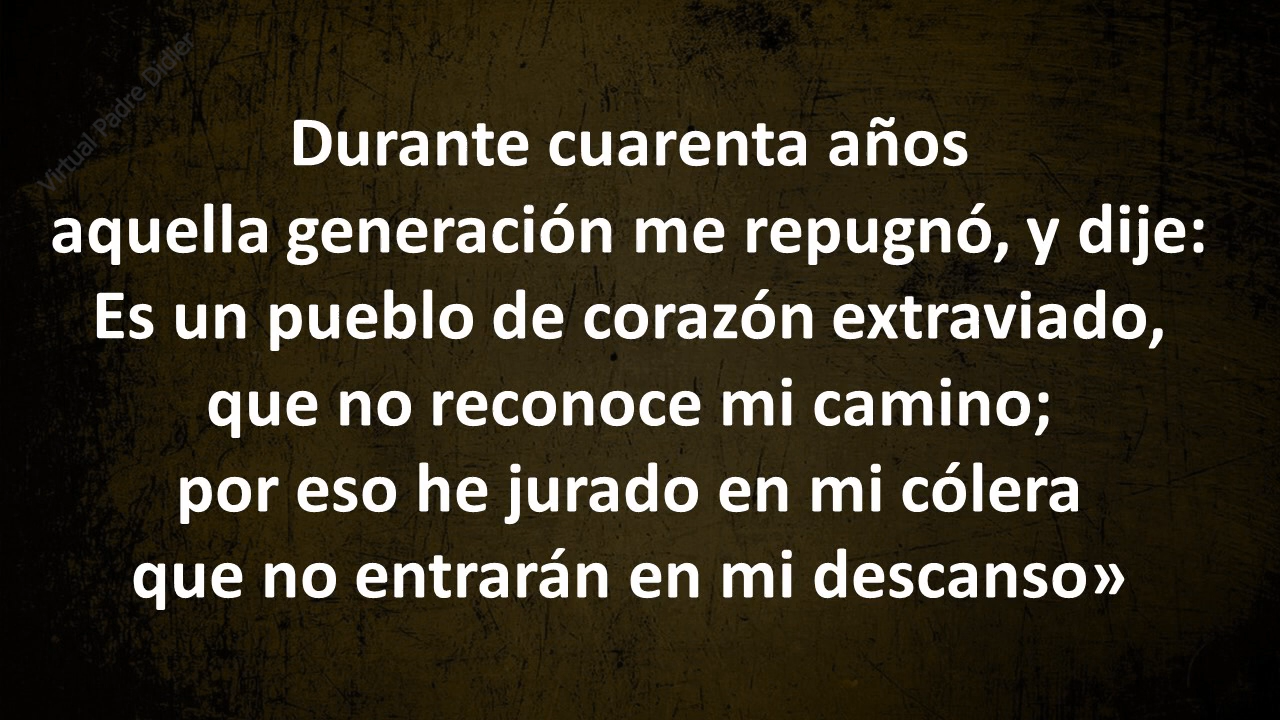 Virtual Padre Didier
Durante cuarenta años
aquella generación me repugnó, y dije:
Es un pueblo de corazón extraviado,
que no reconoce mi camino;
por eso he jurado en mi cólera
que no entrarán en mi descanso»